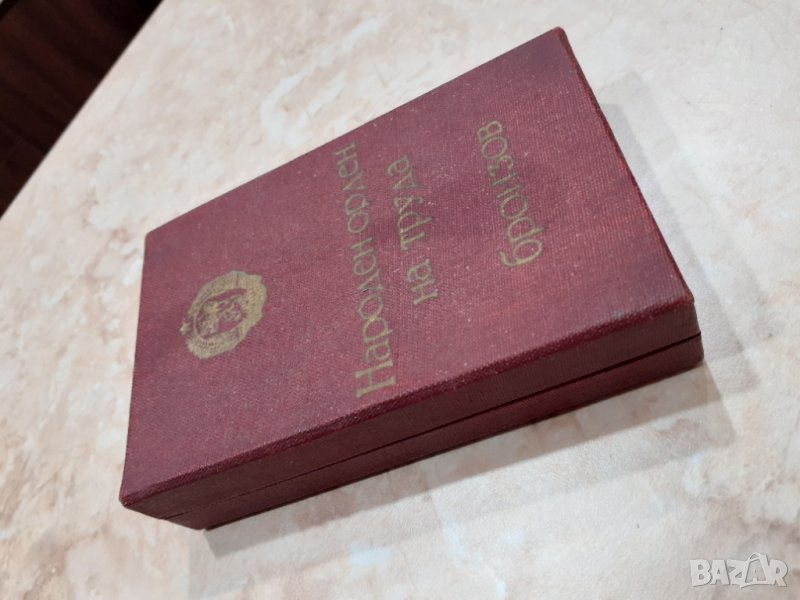 Народен орден
на труда
бронзов
BAZAR